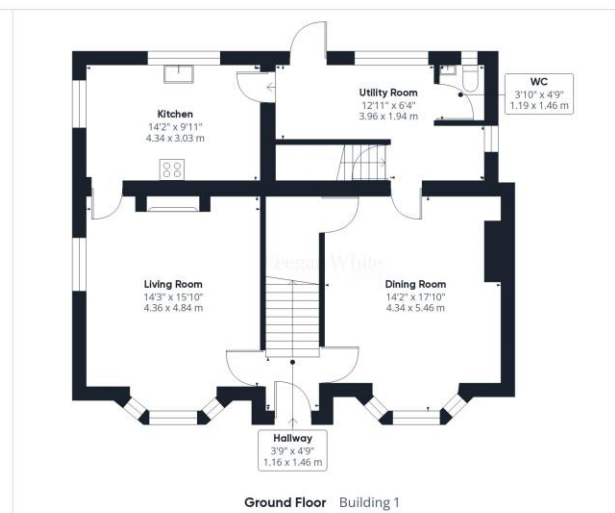 Kitchen
14'2" x 9'11"
4.34 x 3.03 m
Utility Room
12'11" x 6'4"
3.96 x 1.94 m
WC
3'10" x 4'9"
1.19 x 1.46 m
Living Room
14'3" x 15'10"
4.36 x 4.84 m
Dining Room
14'2" x 17'10"
4.34 x 5.46 m
Hallway
3'9" x 4'9"
1.16 x 1.46 m
Ground Floor Building 1